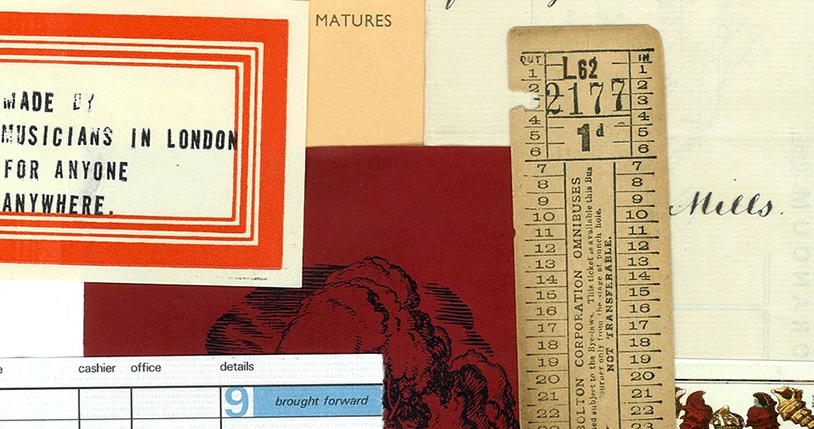 MATURES
MADE BY
MUSICIANS IN LONDON
FOR ANYONE
ANYWHERE.
OUT IN
L62
2177
1d
1 1
2 2
3 3
4 4
5 5
6 6
7 7
8 8
9 9
10 10
11 11
12 12
13 13
14 14
15 15
16 16
17 17
18 18
19 19
20 20
21 21
22 22
23
BOLTON CORPORATION OMNIBUSES
subject to the Bye-laws. This ticket is available this Bus
only from the stage at punch hole.
NOT TRANSFERABLE.
Mills.
cashier office details
9 brought forward